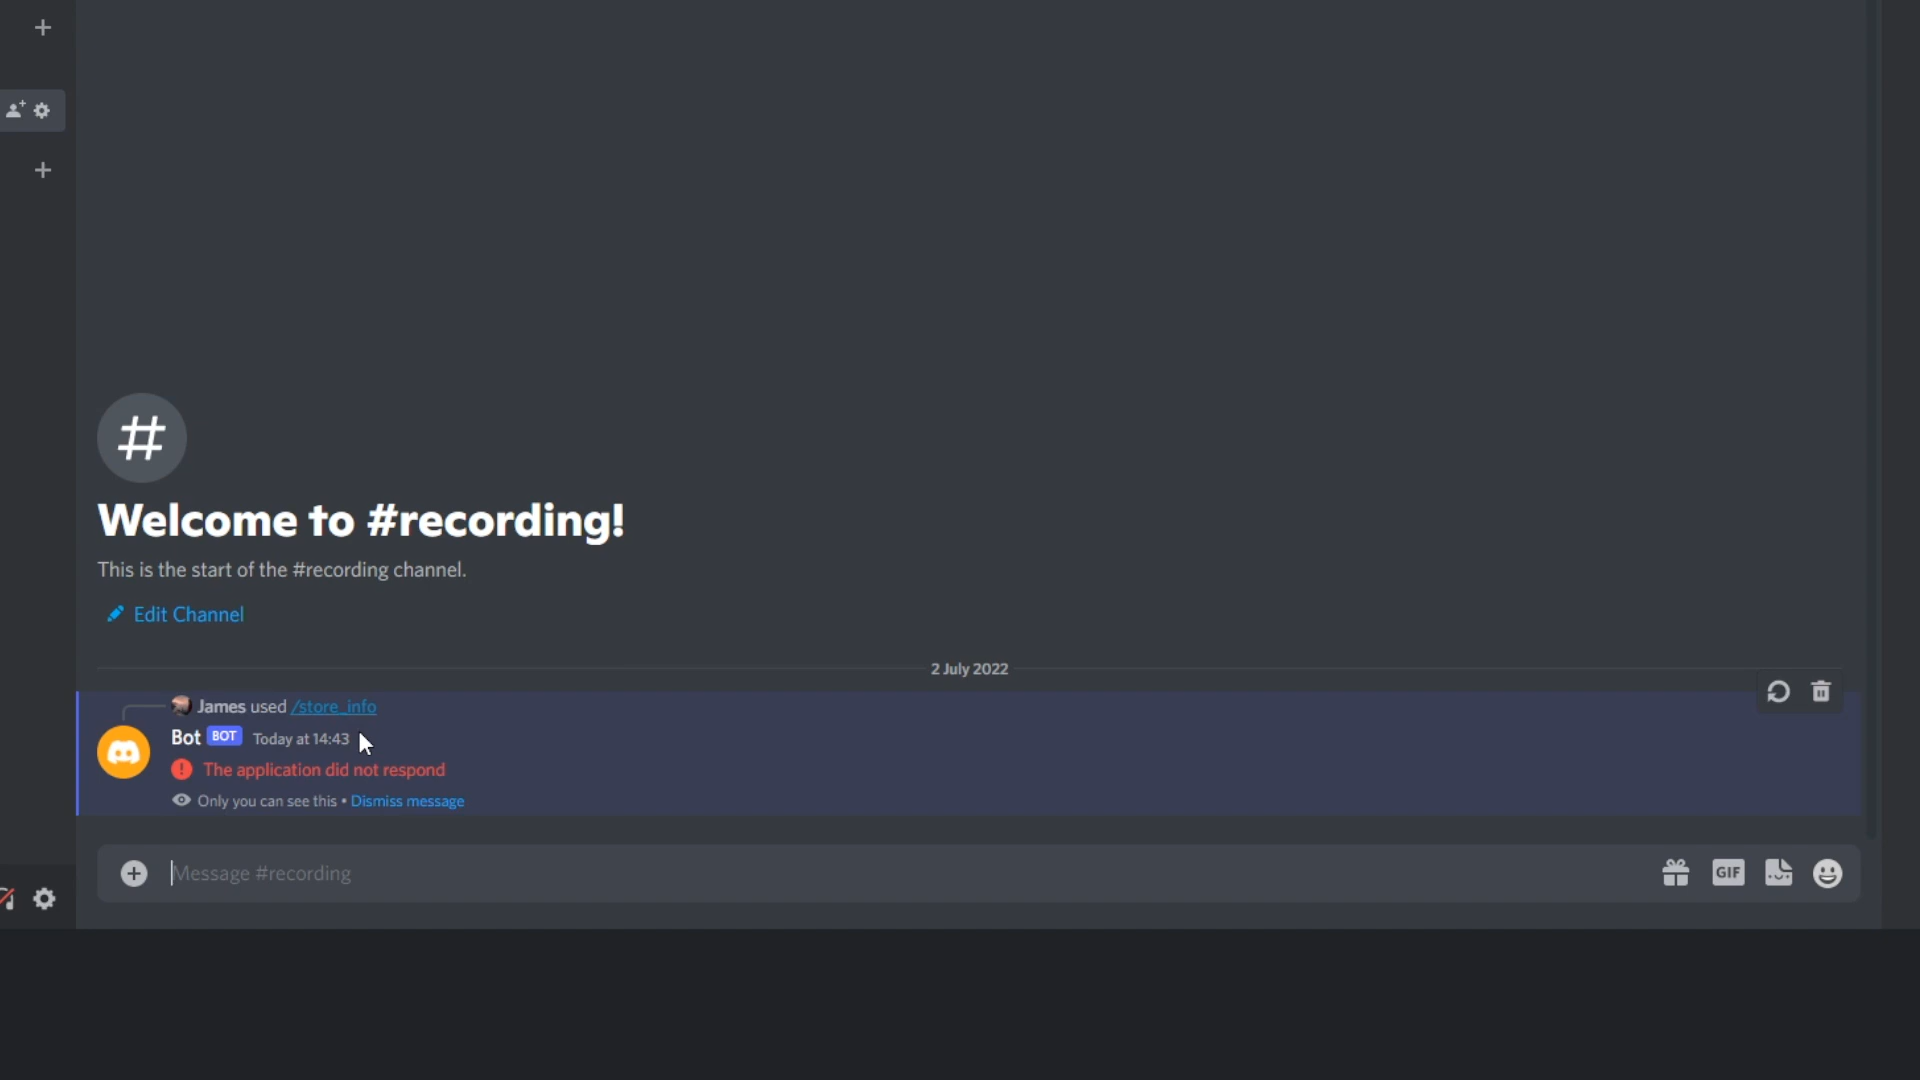 Welcome to #recording!
This is the start of the #recording channel.
Edit Channel
2 July 2022
James used /store_info
Bot BOT Today at 14:43
The application did not respond
Only you can see this • Dismiss message
Message #recording
GIF